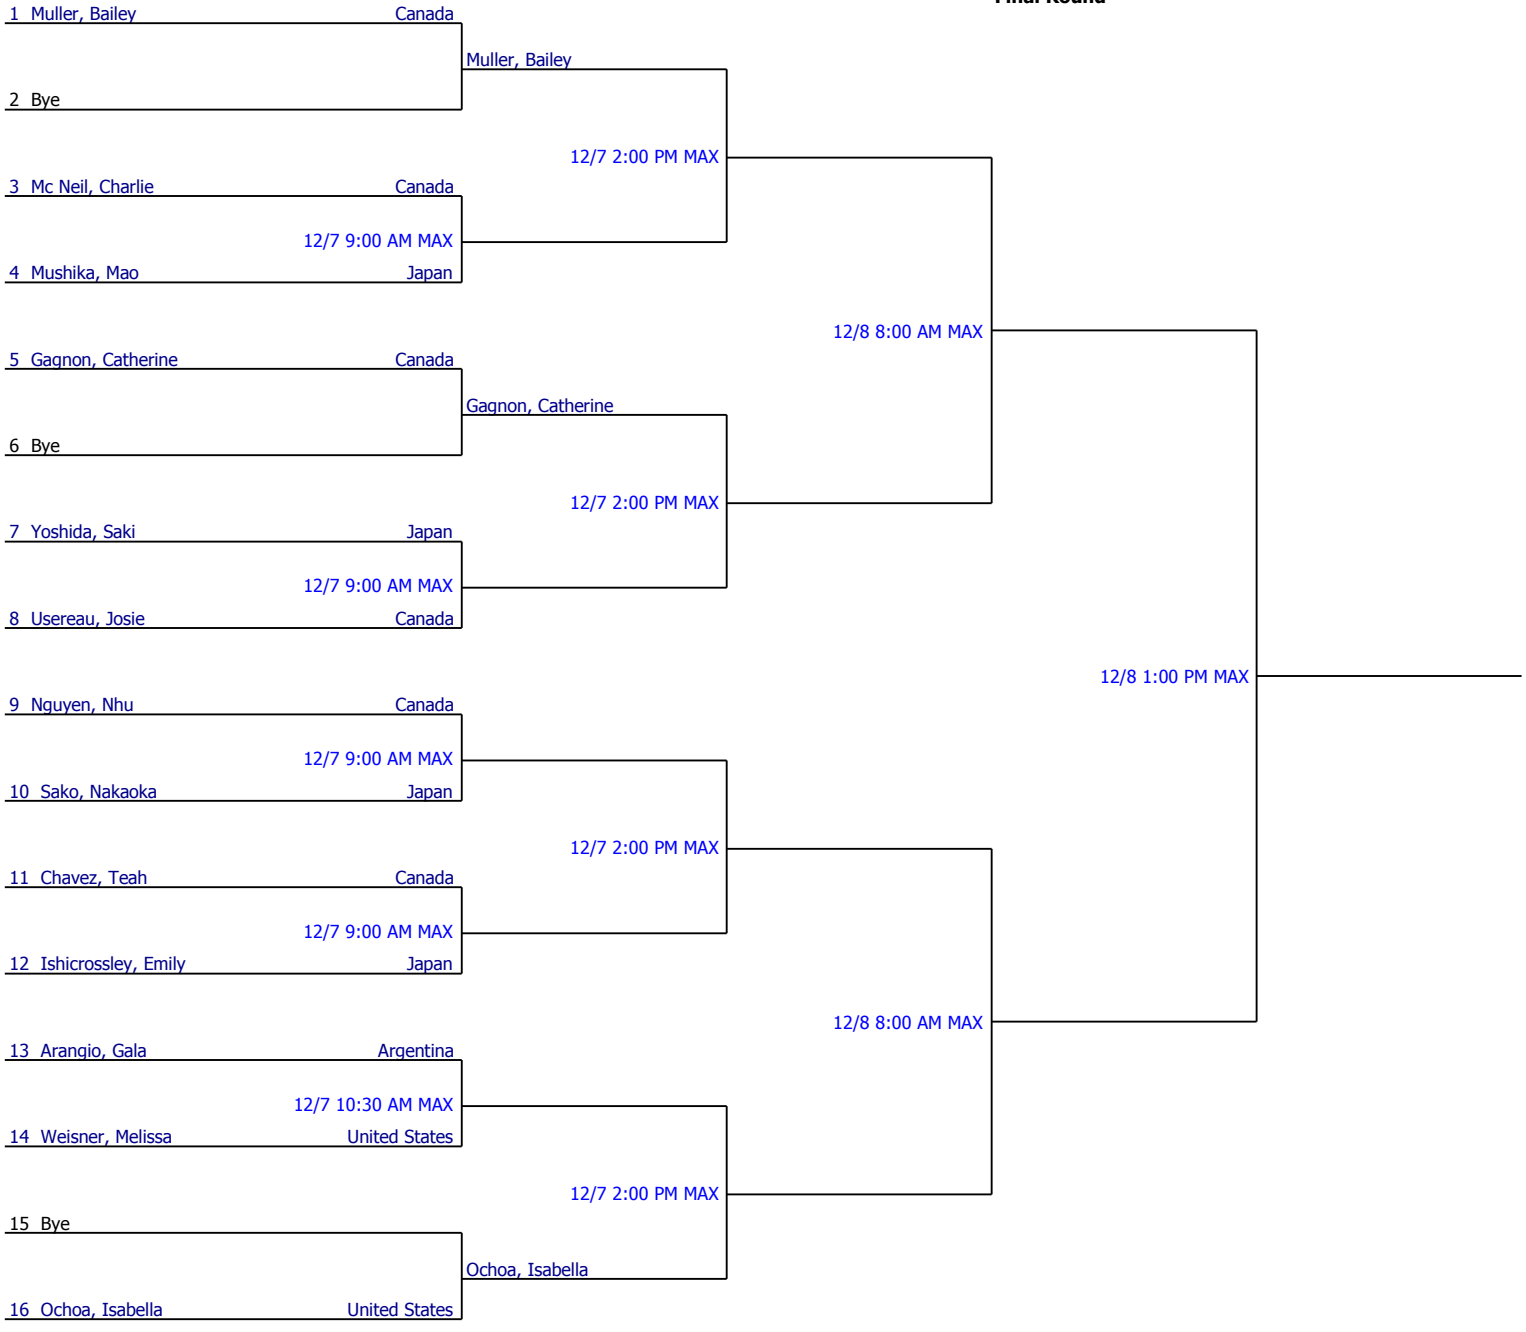 Final Round
1 Muller, Bailey Canada
Muller, Bailey
2 Bye
12/7 2:00 PM MAX
3 Mc Neil, Charlie Canada
12/7 9:00 AM MAX
4 Mushika, Mao Japan
12/8 8:00 AM MAX
5 Gagnon, Catherine Canada
Gagnon, Catherine
6 Bye
12/7 2:00 PM MAX
7 Yoshida, Saki Japan
12/7 9:00 AM MAX
8 Usereau, Josie Canada
12/8 1:00 PM MAX
9 Nguyen, Nhu Canada
12/7 9:00 AM MAX
10 Sako, Nakaoka Japan
12/7 2:00 PM MAX
11 Chavez, Teah Canada
12/7 9:00 AM MAX
12 Ishicrossley, Emily Japan
12/8 8:00 AM MAX
13 Arangio, Gala Argentina
12/7 10:30 AM MAX
14 Weisner, Melissa United States
12/7 2:00 PM MAX
15 Bye
Ochoa, Isabella
16 Ochoa, Isabella United States